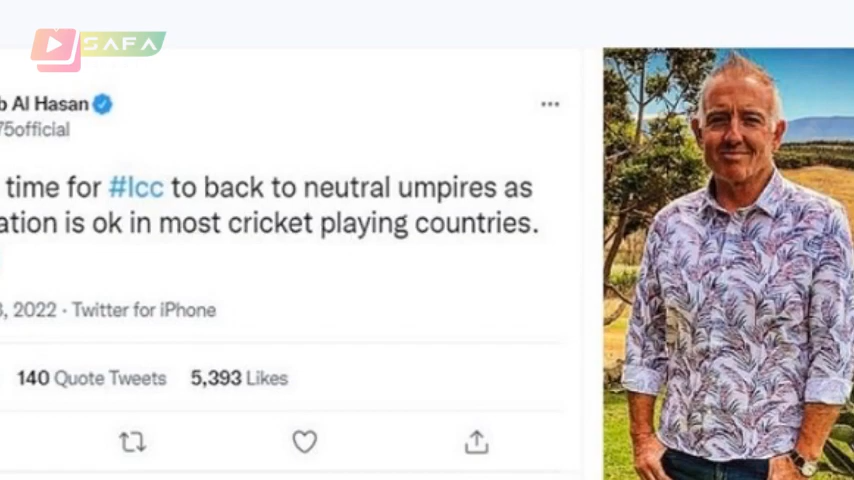 SAFA
b Al Hasan
75official
time for #Icc to back to neutral umpires as
ation is ok in most cricket playing countries.
3, 2022 · Twitter for iPhone
140 Quote Tweets 5,393 Likes